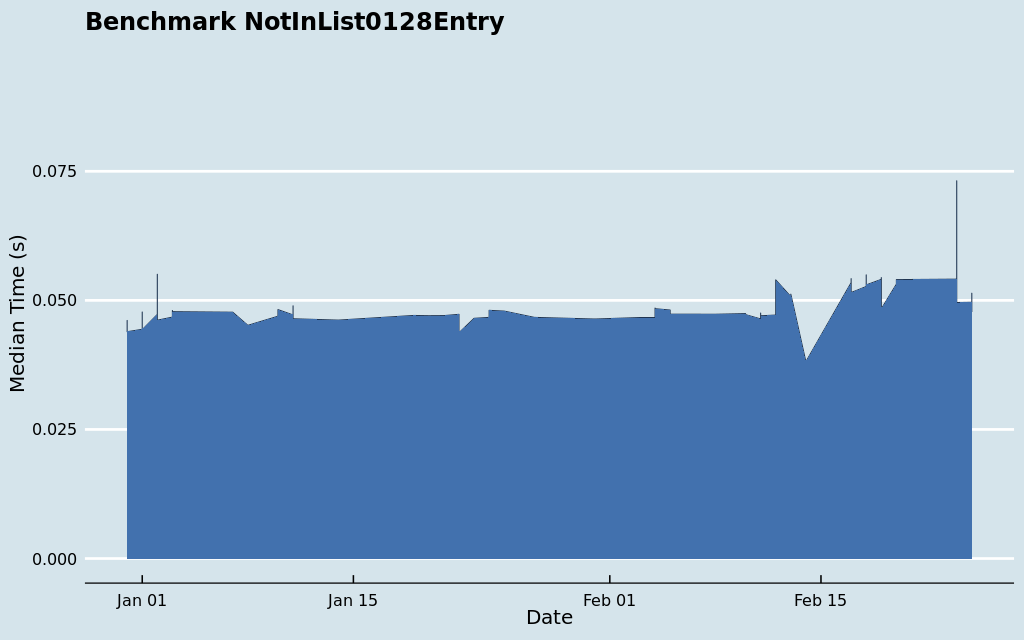 Benchmark NotInList0128Entry
Median Time (s)
0.075
0.050
0.025
0.000
Jan 01
Jan 15
Feb 01
Feb 15
Date